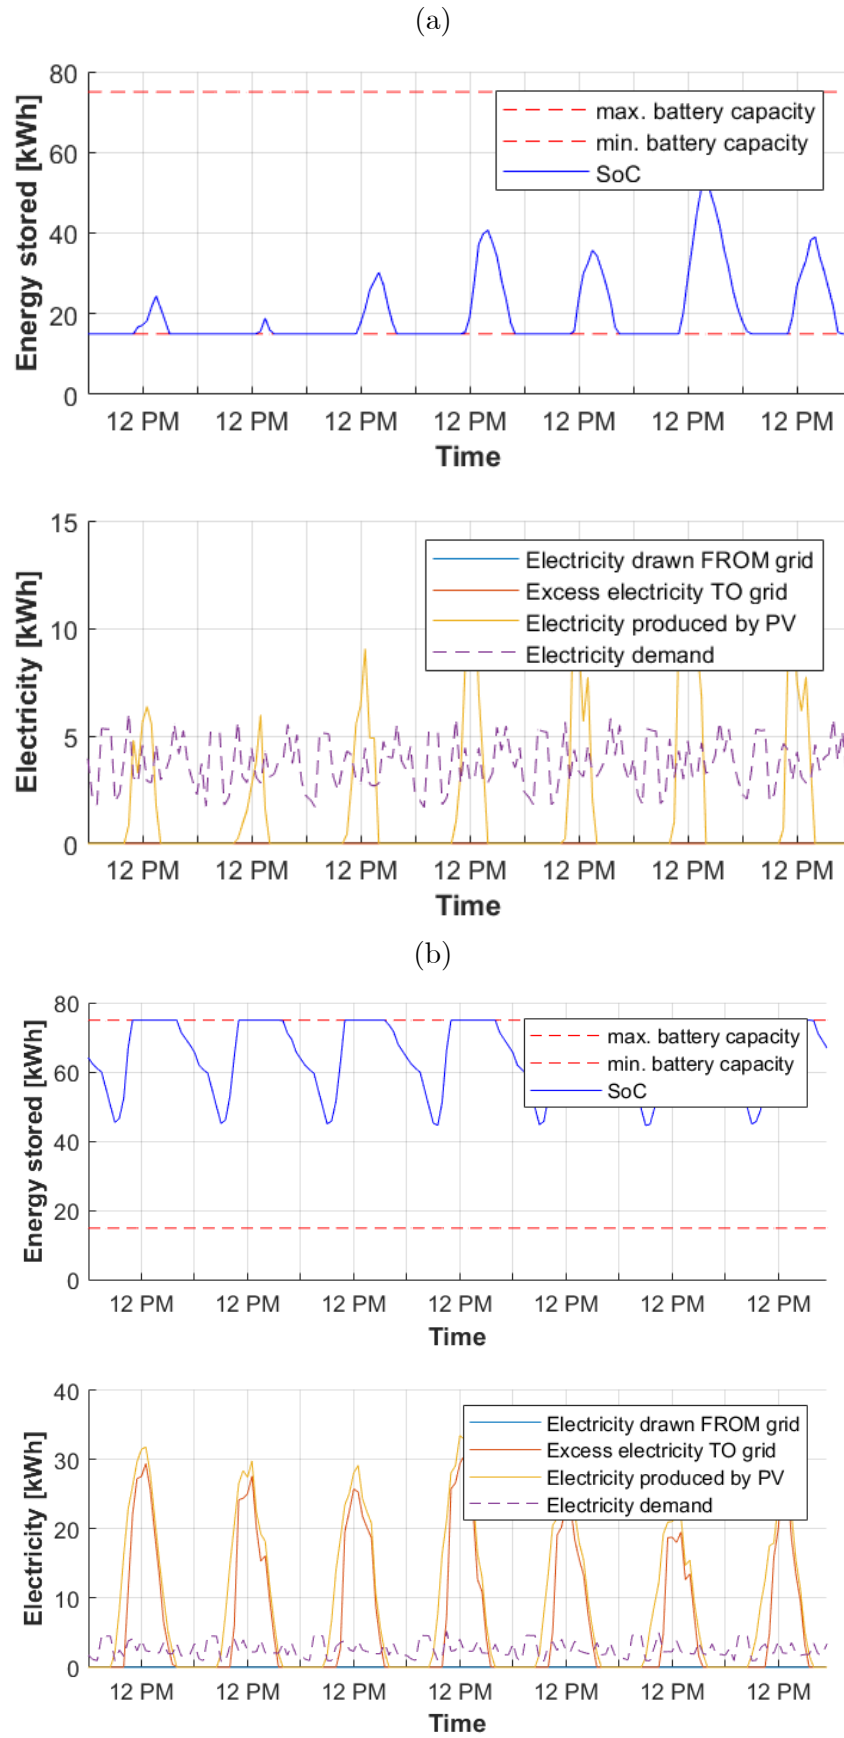 (a)
80
60
40
20
0
Energy stored [kWh]
max. battery capacity
min. battery capacity
SoC
12 PM 12 PM 12 PM 12 PM 12 PM 12 PM 12 PM
Time
15
10
5
0
Electricity [kWh]
Electricity drawn FROM grid
Excess electricity TO grid
Electricity produced by PV
Electricity demand
12 PM 12 PM 12 PM 12 PM 12 PM 12 PM 12 PM
Time
(b)
80
60
40
20
0
Energy stored [kWh]
max. battery capacity
min. battery capacity
SoC
12 PM 12 PM 12 PM 12 PM 12 PM 12 PM 12 PM
Time
40
30
20
10
0
Electricity [kWh]
Electricity drawn FROM grid
Excess electricity TO grid
Electricity produced by PV
Electricity demand
12 PM 12 PM 12 PM 12 PM 12 PM 12 PM 12 PM
Time